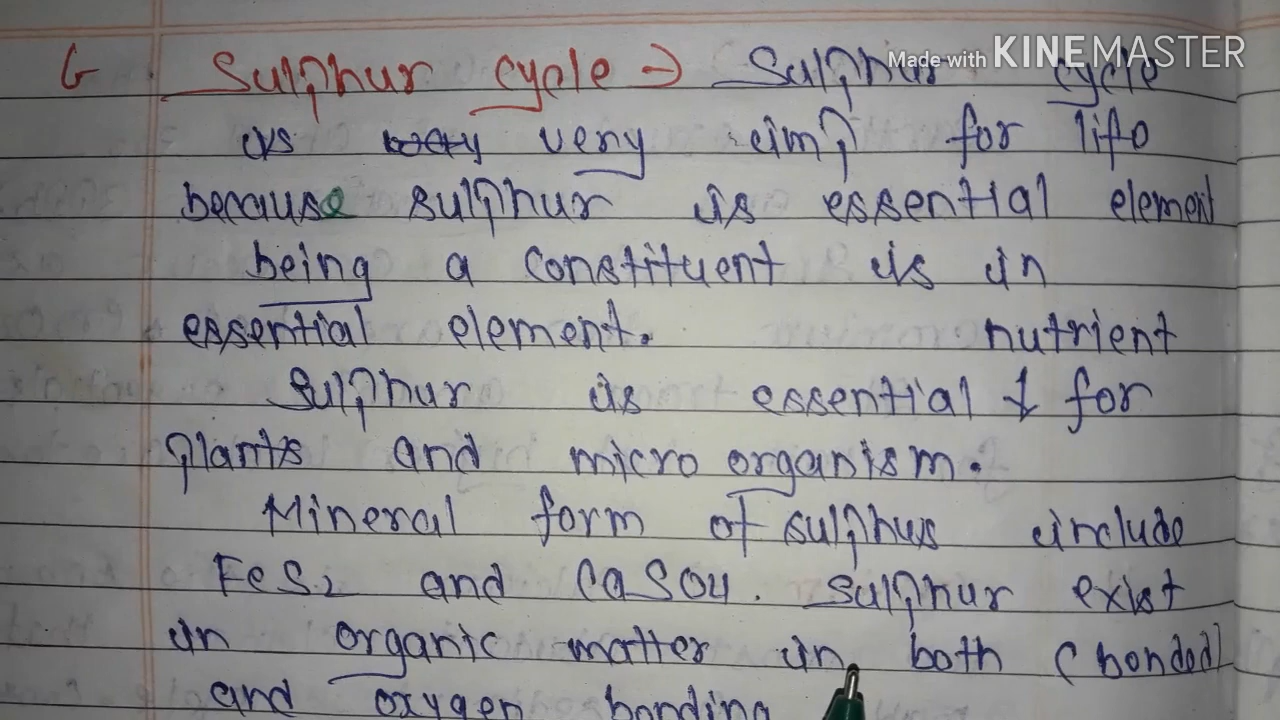 Made with KINEMASTER
G Sulphur cycle → Sulphur cycle
is very very imp for life
because sulphur is essential element
being a constituent is in
essential element. nutrient
Sulphur is essential for
plants and micro organism.
Mineral form of sulphus include
FeS2 and CaSO4. Sulphur exist
in organic matter in both (bonded)
and oxygen bonding